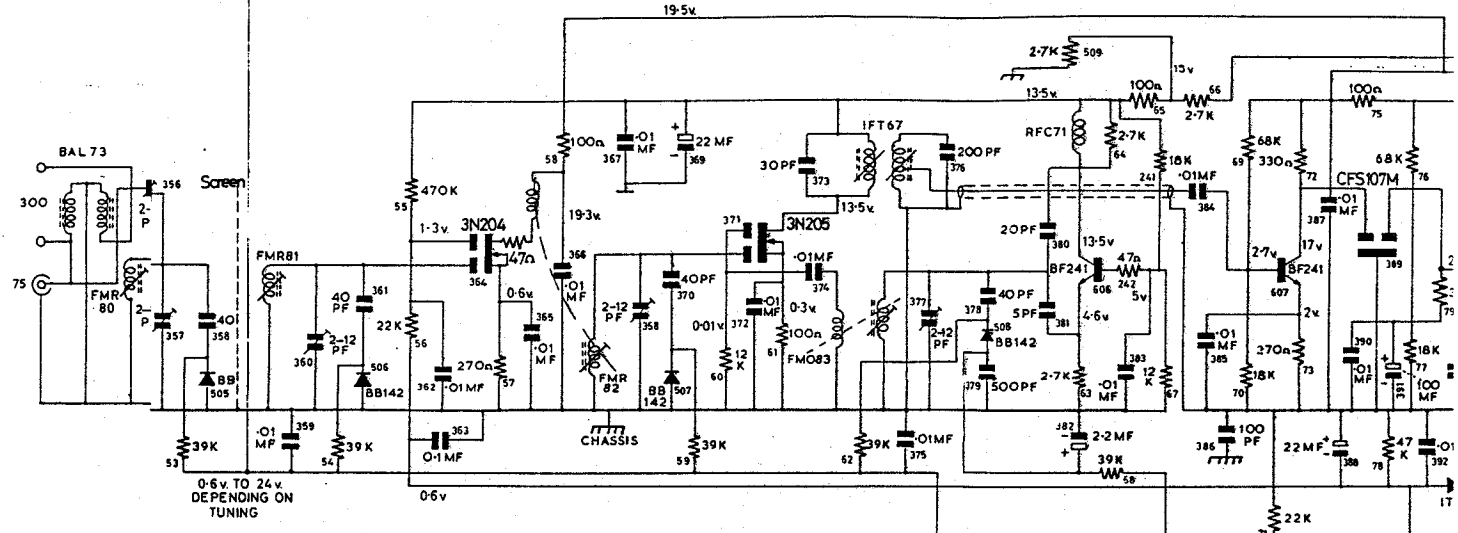 19·5v.
2·7K
509
15v
100Ω
65
66
2·7K
13·5v.
100Ω
75
BAL 73
356
Screen
300
2-
P
75
FMR
80
2-
P
357
40
358
BB
505
39K
53
·01
MF
359
0·6v. TO 24v.
DEPENDING ON
TUNING
FMR81
2-12
PF
360
40
PF
361
506
BB142
39K
54
470K
55
1·3v.
22K
56
362
·01MF
363
0·1MF
0·6v
3N204
364
47Ω
0·6v.
365
·01
MF
270Ω
57
100Ω
58
19·3v.
366
·01
MF
·01
MF
367
+
22MF
-
369
CHASSIS
FMR
82
2-12
PF
358
40PF
370
BB
142
507
39K
59
371
3N205
30PF
373
13·5v.
IFT67
200PF
376
·01MF
374
·01
MF
372
0·01v.
12
K
60
0·3v.
100Ω
61
FMO83
377
2-12
PF
39K
62
·01MF
375
40PF
378
508
BB142
379
500PF
RFC71
2·7K
64
18K
241
20PF
380
13·5v
BF241
606
47Ω
242
5v
5PF
381
4·6v.
2·7K
63
·01
MF
383
12
K
67
382
-
+
2·2MF
39K
58
·01MF
384
68K
69
330Ω
72
2·7v
17v
BF241
607
2v.
·01
MF
385
270Ω
73
18K
70
386
100
PF
22K
·01
MF
387
CFS107M
389
68K
76
79
390
·01
MF
+
-
391
100
MF
18K
77
22MF
+
-
388
47
K
78
·01
392
IT